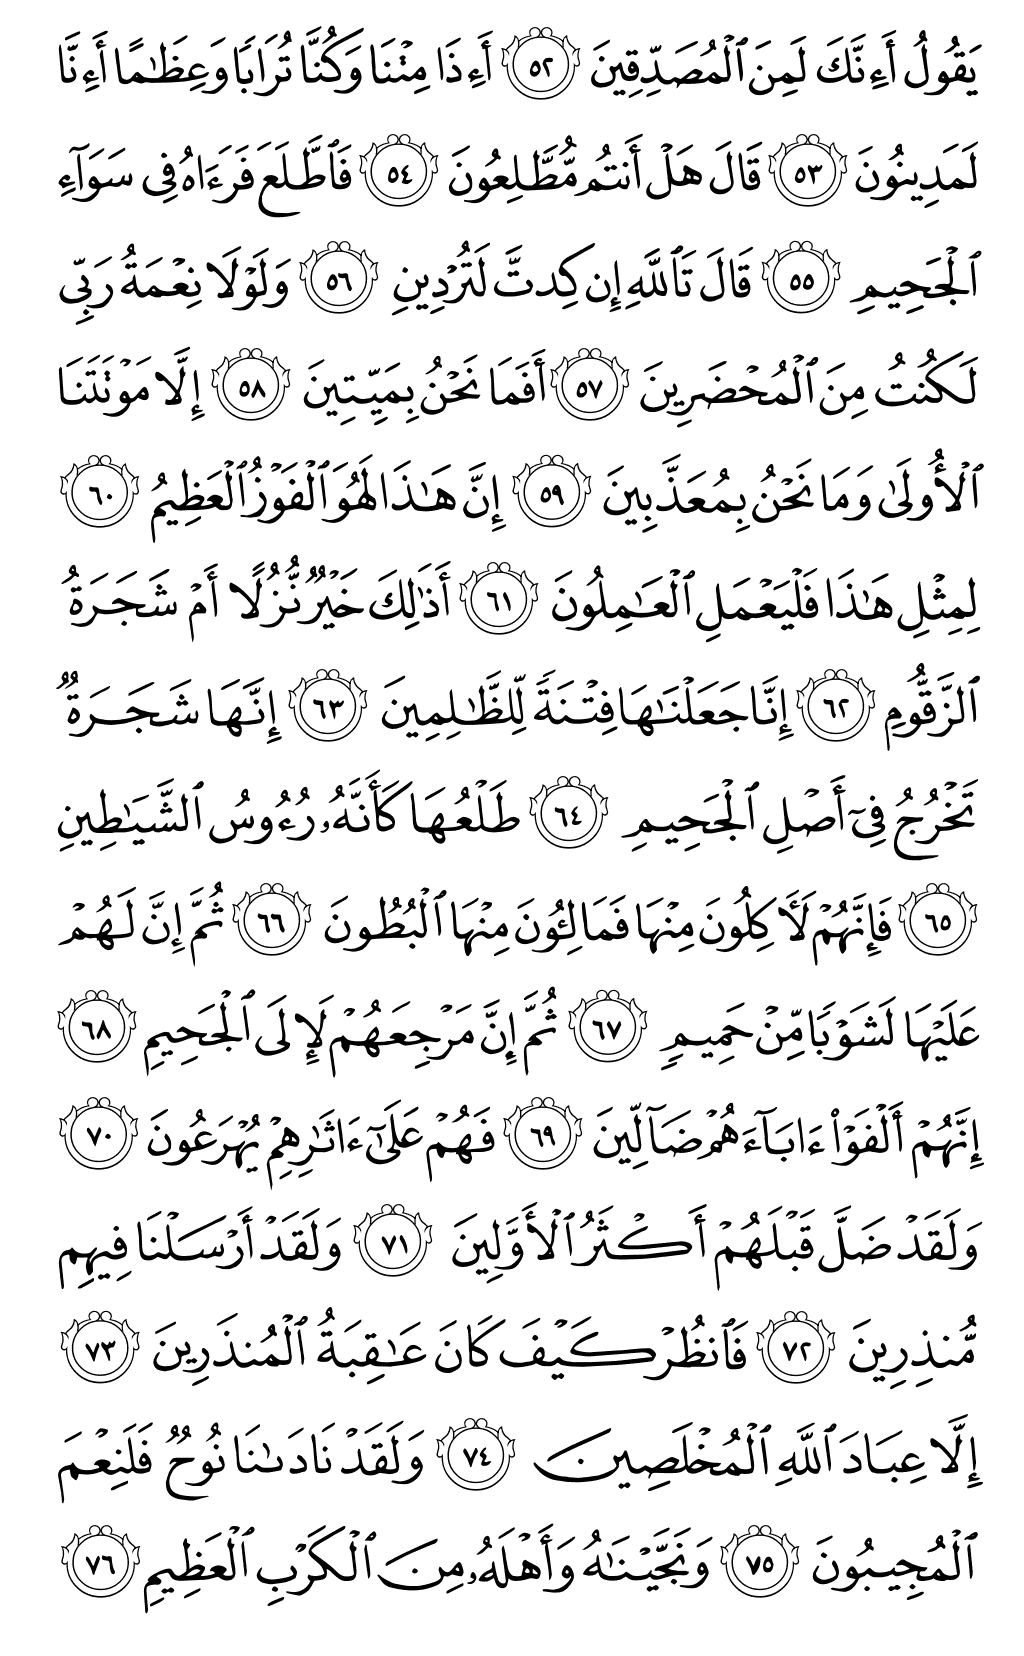 يَقُولُ أَءِنَّكَ لَمِنَ ٱلْمُصَدِّقِينَ ٥٢ أَءِذَا مِتْنَا وَكُنَّا تُرَابًا وَعِظَـٰمًا أَءِنَّا
لَمَدِينُونَ ٥٣ قَالَ هَلْ أَنتُم مُّطَّلِعُونَ ٥٤ فَٱطَّلَعَ فَرَءَاهُ فِى سَوَآءِ
ٱلْجَحِيمِ ٥٥ قَالَ تَٱللَّهِ إِن كِدتَّ لَتُرْدِينِ ٥٦ وَلَوْلَا نِعْمَةُ رَبِّى
لَكُنتُ مِنَ ٱلْمُحْضَرِينَ ٥٧ أَفَمَا نَحْنُ بِمَيِّتِينَ ٥٨ إِلَّا مَوْتَتَنَا
ٱلْأُولَىٰ وَمَا نَحْنُ بِمُعَذَّبِينَ ٥٩ إِنَّ هَـٰذَا لَهُوَ ٱلْفَوْزُ ٱلْعَظِيمُ ٦٠
لِمِثْلِ هَـٰذَا فَلْيَعْمَلِ ٱلْعَـٰمِلُونَ ٦١ أَذَٰلِكَ خَيْرٌ نُّزُلًا أَمْ شَجَرَةُ
ٱلزَّقُّومِ ٦٢ إِنَّا جَعَلْنَـٰهَا فِتْنَةً لِّلظَّـٰلِمِينَ ٦٣ إِنَّهَا شَجَرَةٌ
تَخْرُجُ فِىٓ أَصْلِ ٱلْجَحِيمِ ٦٤ طَلْعُهَا كَأَنَّهُۥ رُءُوسُ ٱلشَّيَـٰطِينِ
٦٥ فَإِنَّهُمْ لَـَٔاكِلُونَ مِنْهَا فَمَالِـُٔونَ مِنْهَا ٱلْبُطُونَ ٦٦ ثُمَّ إِنَّ لَهُمْ
عَلَيْهَا لَشَوْبًا مِّنْ حَمِيمٍ ٦٧ ثُمَّ إِنَّ مَرْجِعَهُمْ لَإِلَى ٱلْجَحِيمِ ٦٨
إِنَّهُمْ أَلْفَوْا۟ ءَابَآءَهُمْ ضَآلِّينَ ٦٩ فَهُمْ عَلَىٰٓ ءَاثَـٰرِهِمْ يُهْرَعُونَ ٧٠
وَلَقَدْ ضَلَّ قَبْلَهُمْ أَكْثَرُ ٱلْأَوَّلِينَ ٧١ وَلَقَدْ أَرْسَلْنَا فِيهِم
مُّنذِرِينَ ٧٢ فَٱنظُرْ كَيْفَ كَانَ عَـٰقِبَةُ ٱلْمُنذَرِينَ ٧٣
إِلَّا عِبَادَ ٱللَّهِ ٱلْمُخْلَصِينَ ٧٤ وَلَقَدْ نَادَىٰنَا نُوحٌ فَلَنِعْمَ
ٱلْمُجِيبُونَ ٧٥ وَنَجَّيْنَـٰهُ وَأَهْلَهُۥ مِنَ ٱلْكَرْبِ ٱلْعَظِيمِ ٧٦